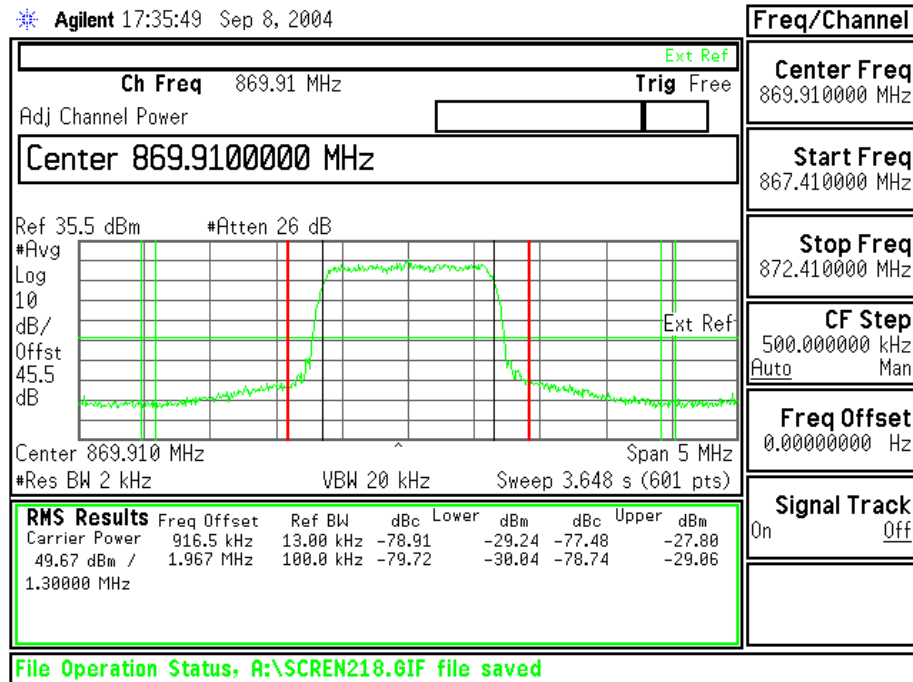 Agilent 17:35:49 Sep 8, 2004
Freq/Channel
Ext Ref
Ch Freq 869.91 MHz Trig Free
Adj Channel Power
Center 869.9100000 MHz
Ref 35.5 dBm #Atten 26 dB
#Avg
Log
10
dB/
Offst
45.5
dB
Ext Ref
Center 869.910 MHz Span 5 MHz
#Res BW 2 kHz VBW 20 kHz Sweep 3.648 s (601 pts)
RMS Results Freq Offset Ref BW dBc Lower dBm dBc Upper dBm
Carrier Power 916.5 kHz 13.00 kHz -78.91 -29.24 -77.48 -27.80
49.67 dBm / 1.967 MHz 100.0 kHz -79.72 -30.04 -78.74 -29.06
1.30000 MHz
Center Freq
869.910000 MHz
Start Freq
867.410000 MHz
Stop Freq
872.410000 MHz
CF Step
500.000000 kHz
Auto Man
Freq Offset
0.00000000 Hz
Signal Track
On Off
File Operation Status, A:\SCREN218.GIF file saved